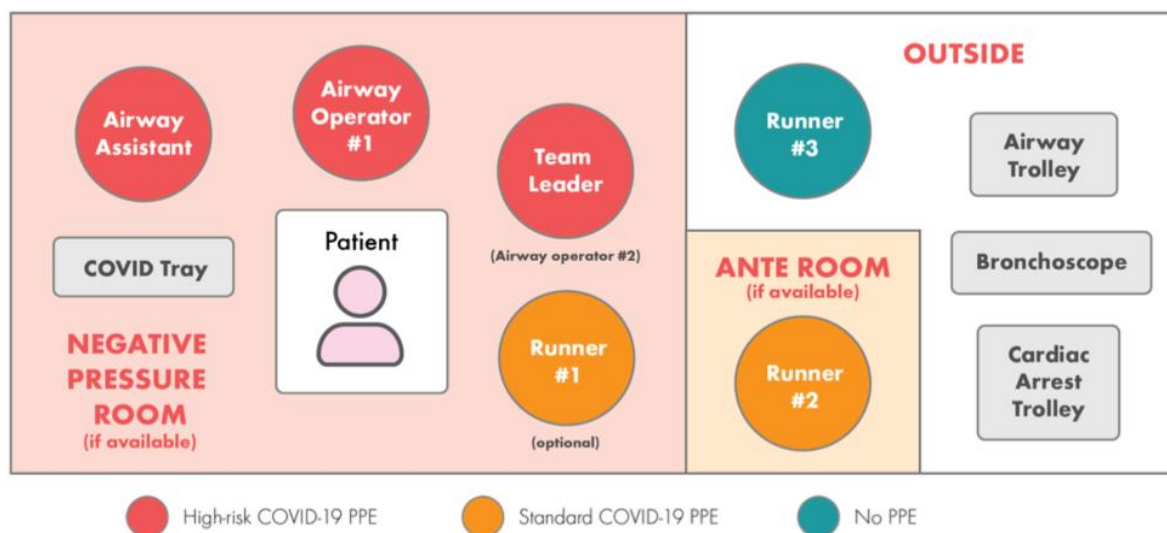 Airway
Assistant
Airway
Operator
#1
Team
Leader
(Airway operator #2)
COVID Tray
Patient
Runner
#1
(optional)
NEGATIVE
PRESSURE
ROOM
(if available)
OUTSIDE
Runner
#3
Airway
Trolley
Bronchoscope
Cardiac
Arrest
Trolley
ANTE ROOM
(if available)
Runner
#2
High-risk COVID-19 PPE
Standard COVID-19 PPE
No PPE